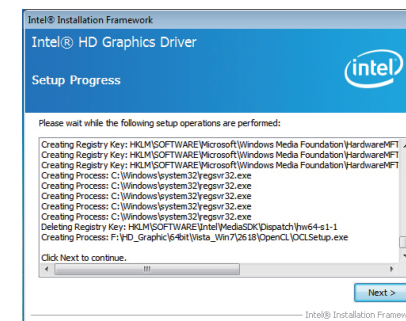 Intel® Installation Framework
Intel® HD Graphics Driver
intel
Setup Progress
Please wait while the following setup operations are performed:
Creating Registry Key: HKLM\SOFTWARE\Microsoft\Windows Media Foundation\HardwareMFT
Creating Registry Key: HKLM\SOFTWARE\Microsoft\Windows Media Foundation\HardwareMFT
Creating Registry Key: HKLM\SOFTWARE\Microsoft\Windows Media Foundation\HardwareMFT
Creating Process: C:\Windows\system32\regsvr32.exe
Creating Process: C:\Windows\system32\regsvr32.exe
Creating Process: C:\Windows\system32\regsvr32.exe
Creating Process: C:\Windows\system32\regsvr32.exe
Creating Process: C:\Windows\system32\regsvr32.exe
Deleting Registry Key: HKLM\SOFTWARE\Intel\MediaSDK\Dispatch\hw64-s1-1
Creating Process: F:\HD_Graphic\64bit\Vista_Win7\2618\OpenCL\OCLSetup.exe
Click Next to continue.
Next >
Intel® Installation Framew